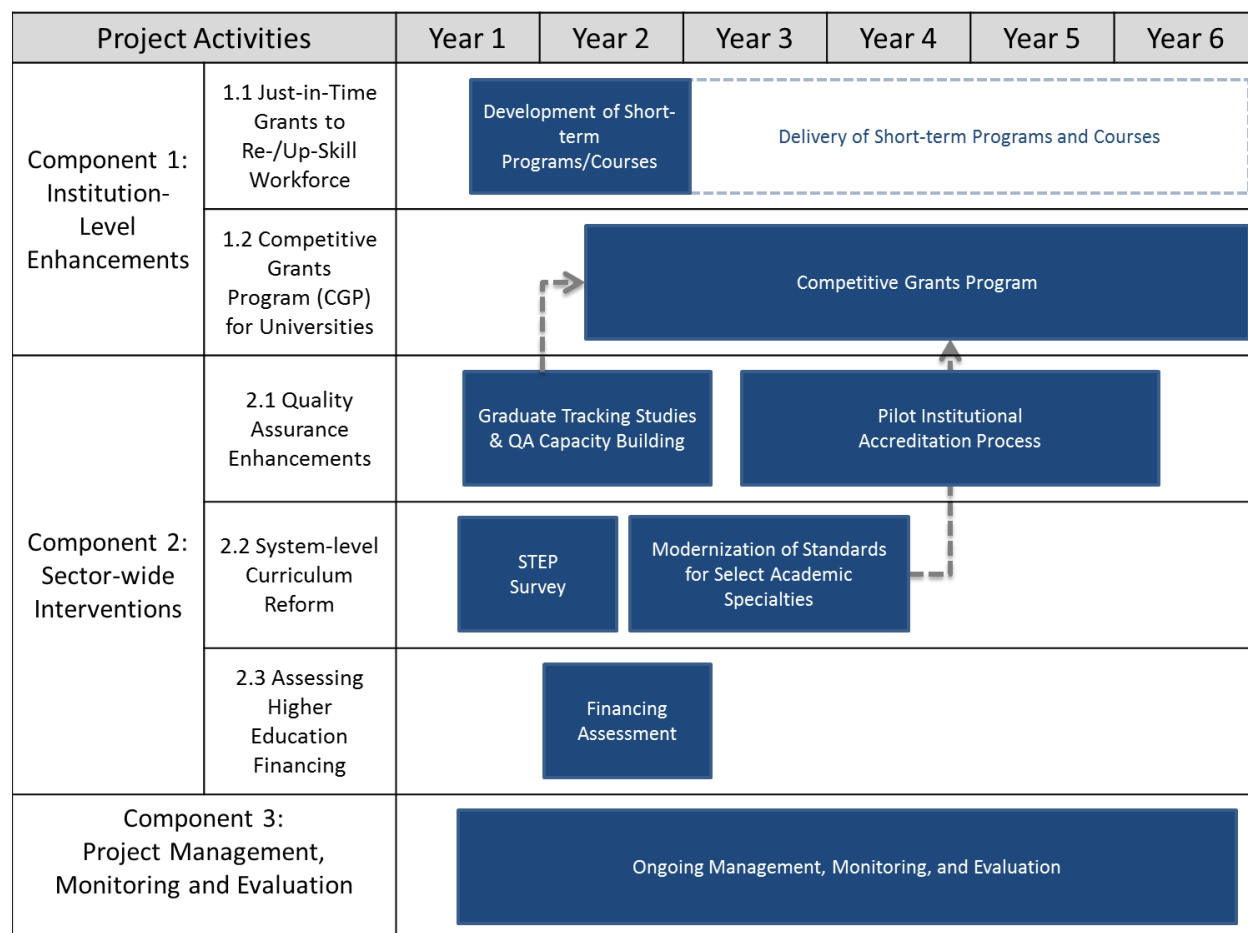 Project Activities
Year 1
Year 2
Year 3
Year 4
Year 5
Year 6
Component 1:
Institution-
Level
Enhancements
1.1 Just-in-Time
Grants to
Re-/Up-Skill
Workforce
Development of Short-
term
Programs/Courses
Delivery of Short-term Programs and Courses
1.2 Competitive
Grants
Program (CGP)
for Universities
Competitive Grants Program
Component 2:
Sector-wide
Interventions
2.1 Quality
Assurance
Enhancements
Graduate Tracking Studies
& QA Capacity Building
Pilot Institutional
Accreditation Process
2.2 System-level
Curriculum
Reform
STEP
Survey
Modernization of Standards
for Select Academic
Specialties
2.3 Assessing
Higher
Education
Financing
Financing
Assessment
Component 3:
Project Management,
Monitoring and Evaluation
Ongoing Management, Monitoring, and Evaluation